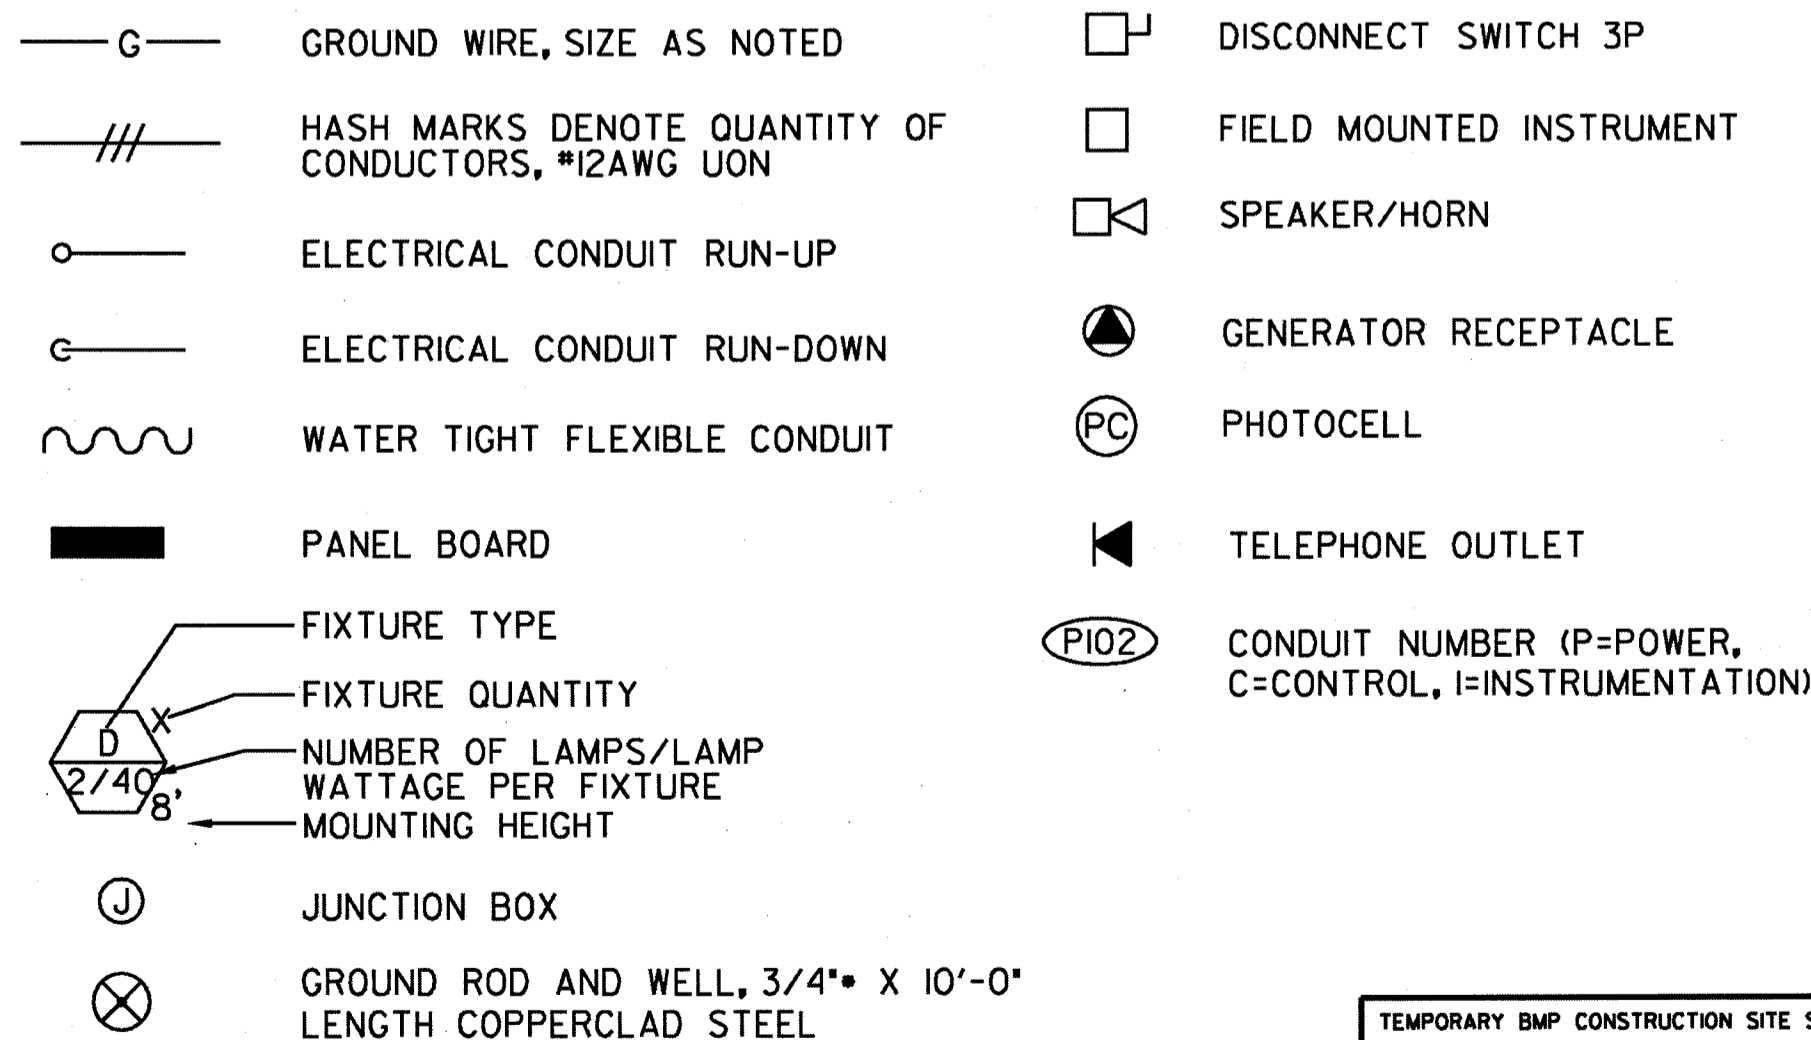 G
GROUND WIRE, SIZE AS NOTED
HASH MARKS DENOTE QUANTITY OF
CONDUCTORS, #12AWG UON
ELECTRICAL CONDUIT RUN-UP
ELECTRICAL CONDUIT RUN-DOWN
WATER TIGHT FLEXIBLE CONDUIT
PANEL BOARD
FIXTURE TYPE
FIXTURE QUANTITY
X
D
NUMBER OF LAMPS/LAMP
WATTAGE PER FIXTURE
2/40
8'
MOUNTING HEIGHT
J
JUNCTION BOX
GROUND ROD AND WELL, 3/4" X 10'-0"
LENGTH COPPERCLAD STEEL
DISCONNECT SWITCH 3P
FIELD MOUNTED INSTRUMENT
SPEAKER/HORN
GENERATOR RECEPTACLE
PC
PHOTOCELL
TELEPHONE OUTLET
P102
CONDUIT NUMBER (P=POWER,
C=CONTROL, I=INSTRUMENTATION)
TEMPORARY BMP CONSTRUCTION SITE